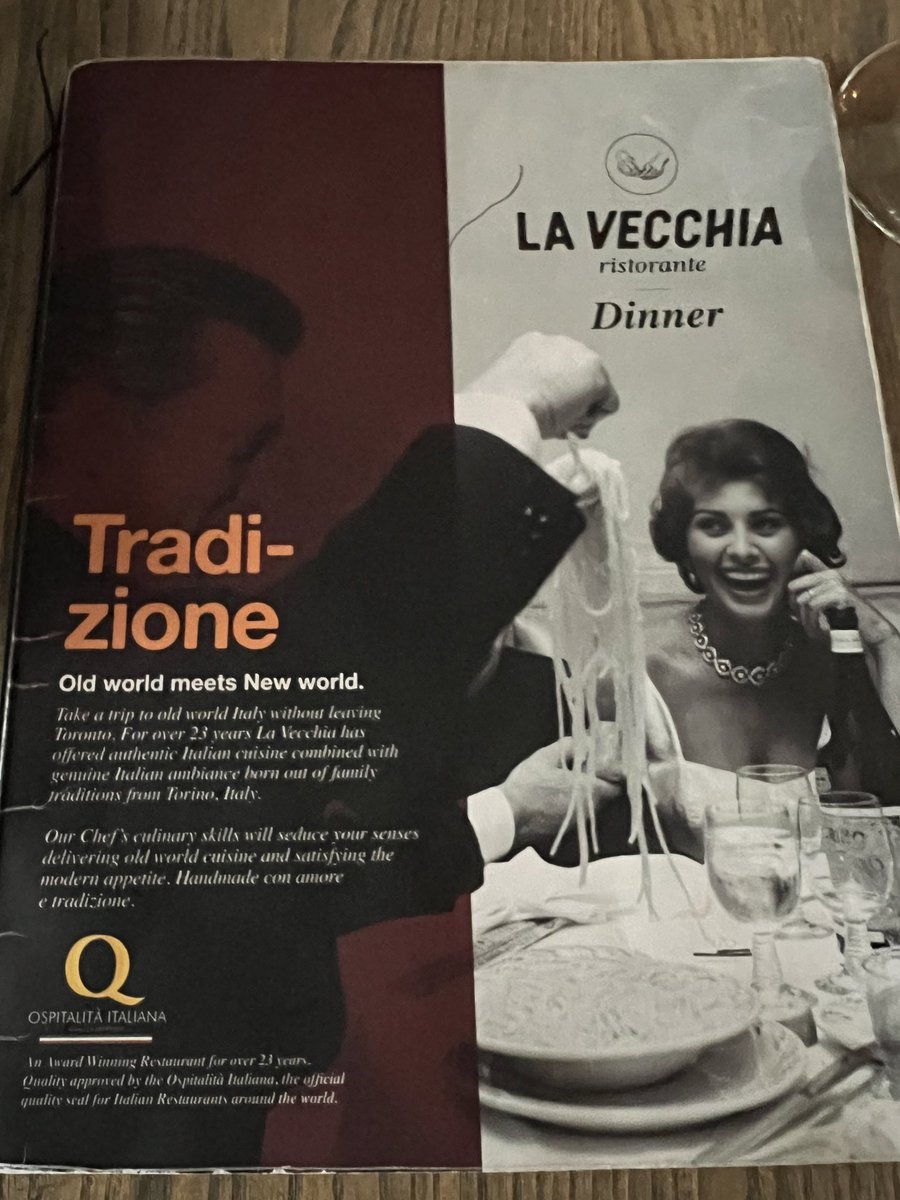 LA VECCHIA
ristorante
Dinner
Tradi-
zione
Old world meets New world.
Take a trip to old world Italy without leaving
Toronto. For over 23 years La Vecchia has
offered authentic Italian cuisine combined with
genuine Italian ambiance born out of family
traditions from Torino, Italy.
Our Chef's culinary skills will seduce your senses
delivering old world cuisine and satisfying the
modern appetite. Handmade con amore
e tradizione.
Q
OSPITALITÀ ITALIANA
An Award Winning Restaurant for over 23 years.
Quality approved by the Ospitalità Italiana, the official
quality seal for Italian Restaurants around the world.